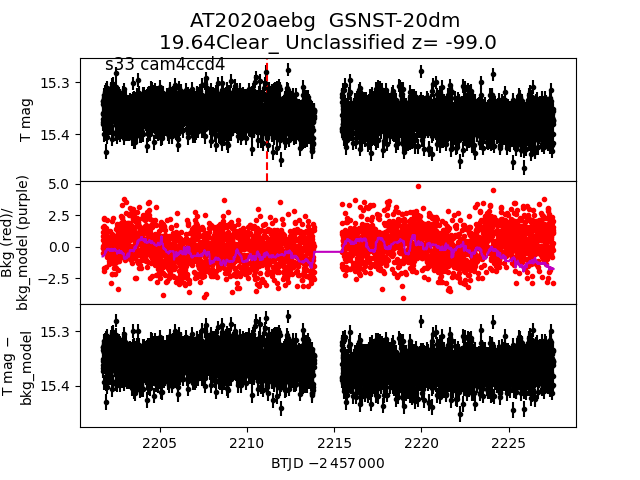 AT2020aebg  GSNST-20dm
19.64Clear_ Unclassified z= -99.0
s33 cam4ccd4
T mag
15.3
15.4
Bkg (red)/
bkg_model (purple)
5.0
2.5
0.0
−2.5
T mag −
bkg_model
15.3
15.4
2205 2210 2215 2220 2225
BTJD −2 457 000